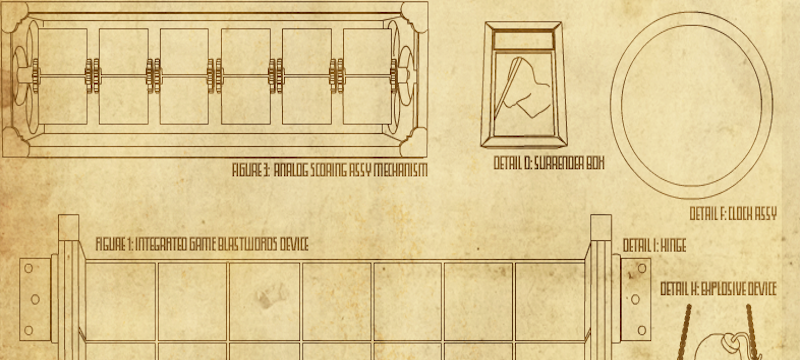 FIGURE 3: ANALOG SCORING ASSY MECHANISM
DETAIL D: SURRENDER BOX
DETAIL F: CLOCK ASSY
FIGURE 1: INTEGRATED GAME BLASTWORDS DEVICE
DETAIL I: HINGE
DETAIL H: EXPLOSIVE DEVICE